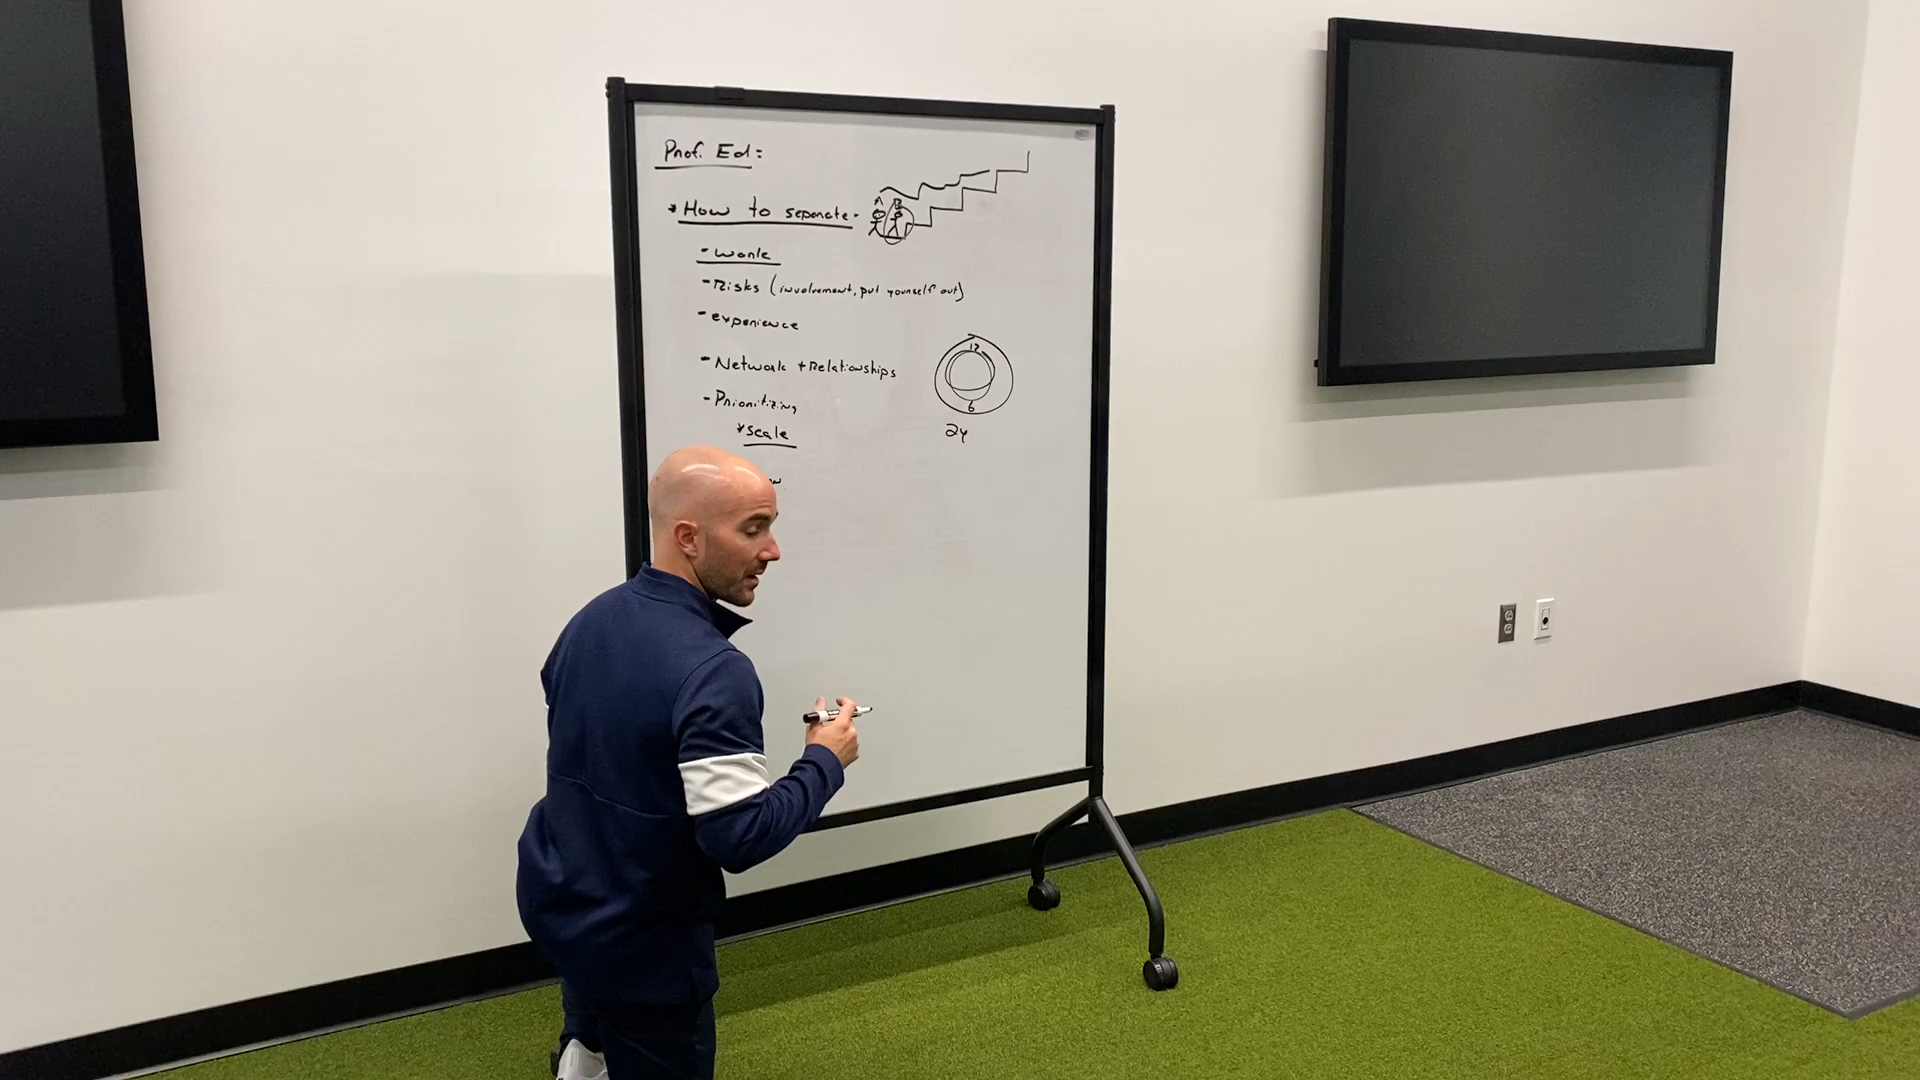 Prof. Ed:
* How to separate -
A B
- work
- Risks (involvement, put yourself out)
- experience
- Network + Relationships
12
- Prioritizing
6
* Scale
24